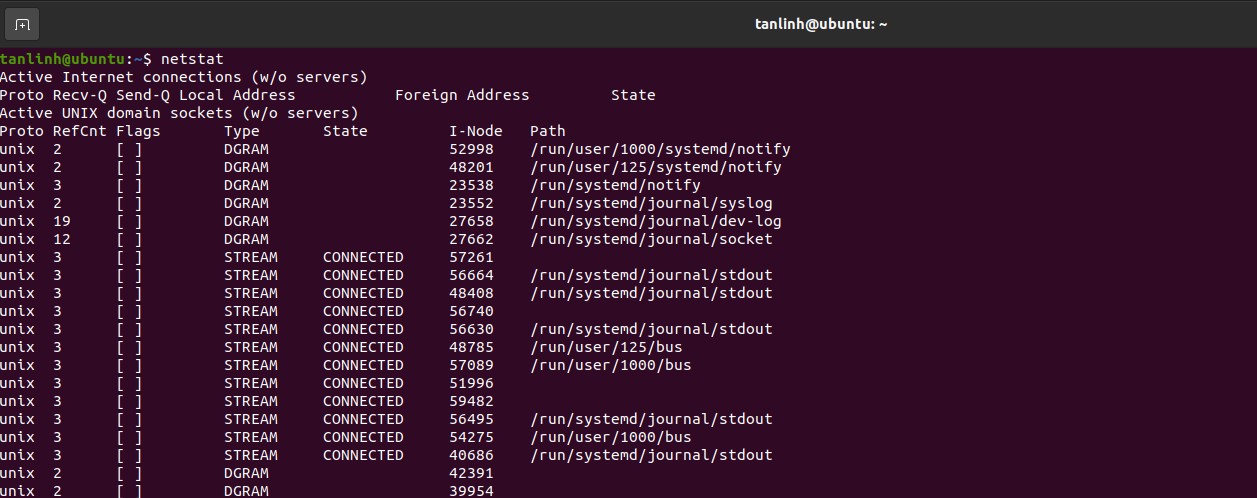 tanlinh@ubuntu: ~
tanlinh@ubuntu:~$ netstat
Active Internet connections (w/o servers)
Proto Recv-Q Send-Q Local Address           Foreign Address         State
Active UNIX domain sockets (w/o servers)
Proto RefCnt Flags       Type       State         I-Node   Path
unix  2      [ ]         DGRAM                    52998    /run/user/1000/systemd/notify
unix  2      [ ]         DGRAM                    48201    /run/user/125/systemd/notify
unix  3      [ ]         DGRAM                    23538    /run/systemd/notify
unix  2      [ ]         DGRAM                    23552    /run/systemd/journal/syslog
unix  19     [ ]         DGRAM                    27658    /run/systemd/journal/dev-log
unix  12     [ ]         DGRAM                    27662    /run/systemd/journal/socket
unix  3      [ ]         STREAM     CONNECTED     57261
unix  3      [ ]         STREAM     CONNECTED     56664    /run/systemd/journal/stdout
unix  3      [ ]         STREAM     CONNECTED     48408    /run/systemd/journal/stdout
unix  3      [ ]         STREAM     CONNECTED     56740
unix  3      [ ]         STREAM     CONNECTED     56630    /run/systemd/journal/stdout
unix  3      [ ]         STREAM     CONNECTED     48785    /run/user/125/bus
unix  3      [ ]         STREAM     CONNECTED     57089    /run/user/1000/bus
unix  3      [ ]         STREAM     CONNECTED     51996
unix  3      [ ]         STREAM     CONNECTED     59482
unix  3      [ ]         STREAM     CONNECTED     56495    /run/systemd/journal/stdout
unix  3      [ ]         STREAM     CONNECTED     54275    /run/user/1000/bus
unix  3      [ ]         STREAM     CONNECTED     40686    /run/systemd/journal/stdout
unix  2      [ ]         DGRAM                    42391
unix  2      [ ]         DGRAM                    39954